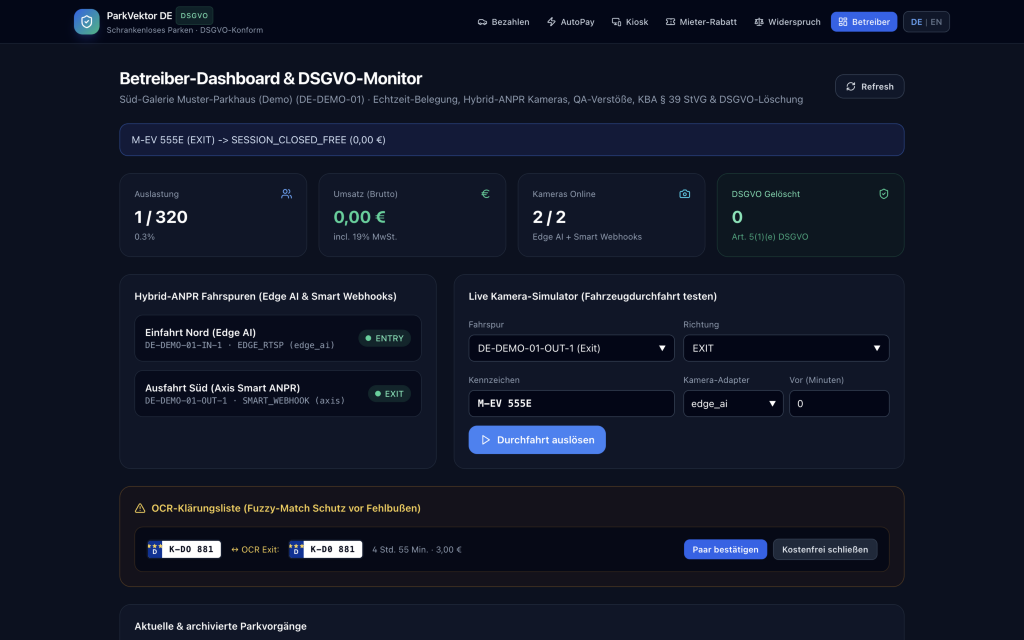 ParkVektor DE DSGVO
Schrankenloses Parken · DSGVO-Konform
Bezahlen AutoPay Kiosk Mieter-Rabatt Widerspruch Betreiber DE | EN
Betreiber-Dashboard & DSGVO-Monitor
Süd-Galerie Muster-Parkhaus (Demo) (DE-DEMO-01) · Echtzeit-Belegung, Hybrid-ANPR Kameras, QA-Verstöße, KBA § 39 StVG & DSGVO-Löschung
Refresh
M-EV 555E (EXIT) -> SESSION_CLOSED_FREE (0,00 €)
Auslastung
1 / 320
0.3%
Umsatz (Brutto)
€
0,00 €
incl. 19% MwSt.
Kameras Online
2 / 2
Edge AI + Smart Webhooks
DSGVO Gelöscht
0
Art. 5(1)(e) DSGVO
Hybrid-ANPR Fahrspuren (Edge AI & Smart Webhooks)
Einfahrt Nord (Edge AI)
DE-DEMO-01-IN-1 · EDGE_RTSP (edge_ai)
ENTRY
Ausfahrt Süd (Axis Smart ANPR)
DE-DEMO-01-OUT-1 · SMART_WEBHOOK (axis)
EXIT
Live Kamera-Simulator (Fahrzeugdurchfahrt testen)
Fahrspur
DE-DEMO-01-OUT-1 (Exit)
Richtung
EXIT
Kennzeichen
M-EV 555E
Kamera-Adapter
edge_ai
Vor (Minuten)
0
Durchfahrt auslösen
OCR-Klärungsliste (Fuzzy-Match Schutz vor Fehlbußen)
D K-DO 881 ↔ OCR Exit: D K-D0 881 4 Std. 55 Min. · 3,00 €
Paar bestätigen
Kostenfrei schließen
Aktuelle & archivierte Parkvorgänge